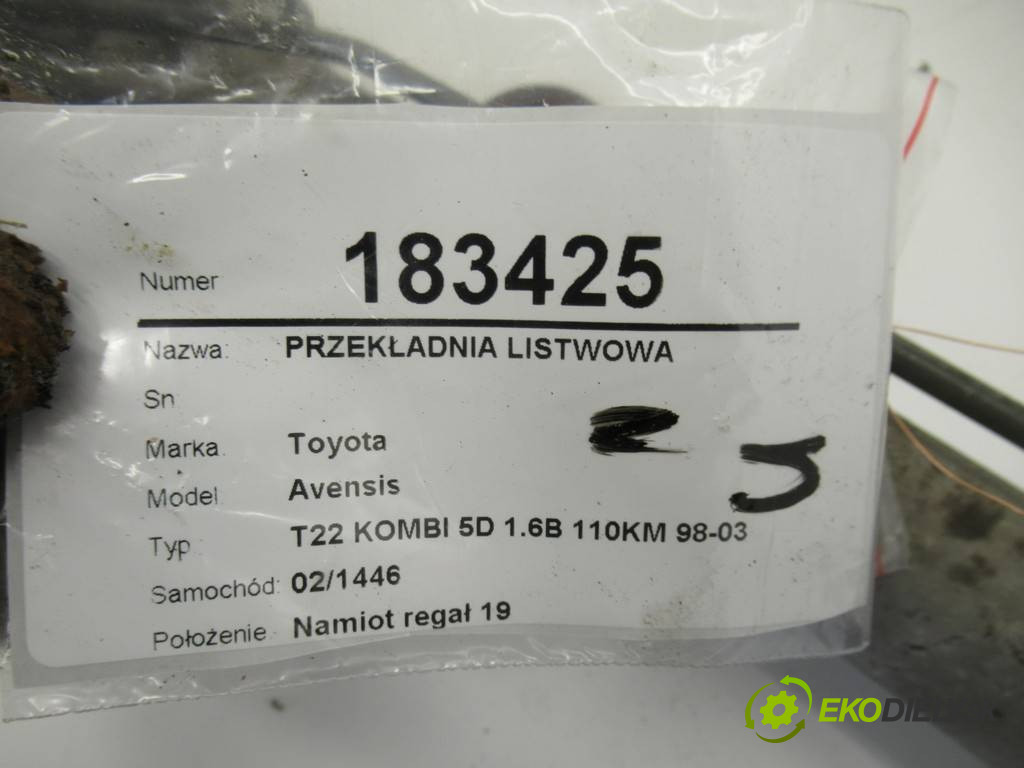 Numer 183425
Nazwa: PRZEKŁADNIA LISTWOWA
Sn
Marka Toyota
Model Avensis
Typ T22 KOMBI 5D 1.6B 110KM 98-03
Samochód: 02/1446
Położenie Namiot regał 19